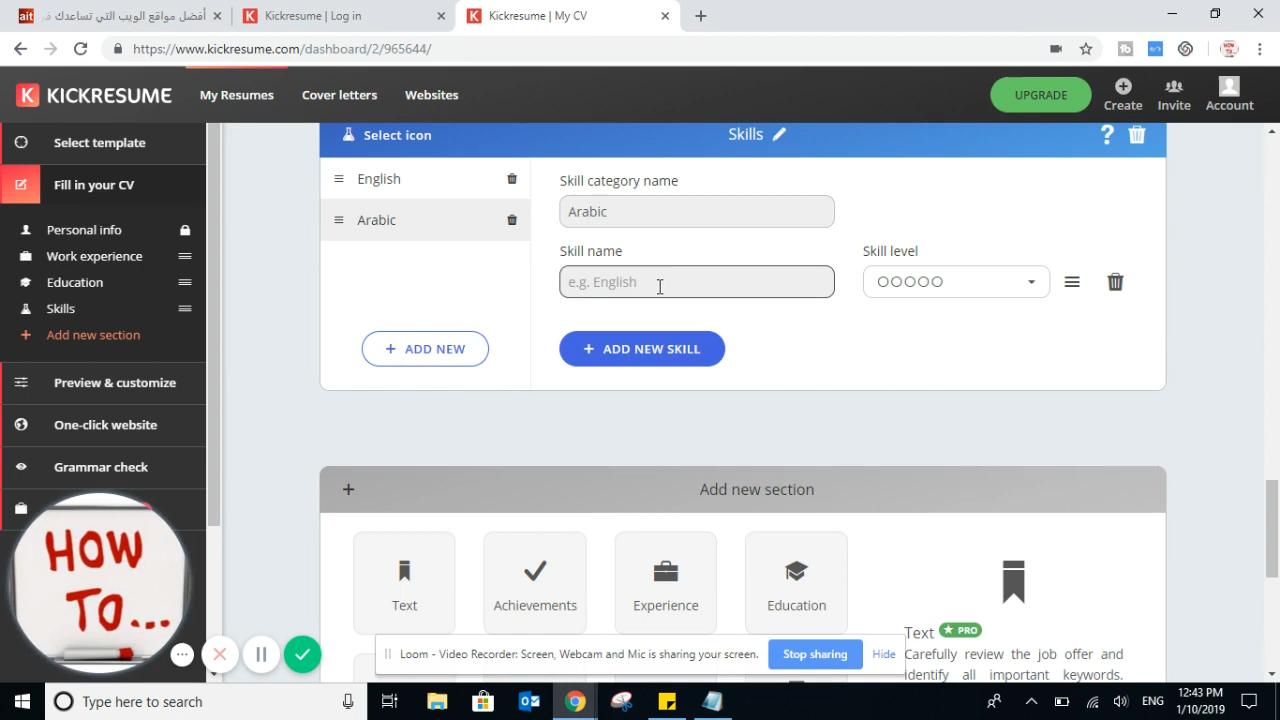 ait
أفضل مواقع الويب التي تساعدك ف
Kickresume | Log in
Kickresume | My CV
https://www.kickresume.com/dashboard/2/965644/
KICKRESUME
My Resumes
Cover letters
Websites
UPGRADE
Create
Invite
Account
Select template
Fill in your CV
Personal info
Work experience
Education
Skills
Add new section
Preview & customize
One-click website
Grammar check
Select icon
Skills
?
English
Arabic
+ ADD NEW
Skill category name
Arabic
Skill name
Skill level
e.g. English
+ ADD NEW SKILL
+ Add new section
Text
Achievements
Experience
Education
Text PRO
Carefully review the job offer and
identify all important keywords.
HOW
TO...
Loom - Video Recorder: Screen, Webcam and Mic is sharing your screen.
Stop sharing
Hide
Type here to search
ENG
12:43 PM
1/10/2019